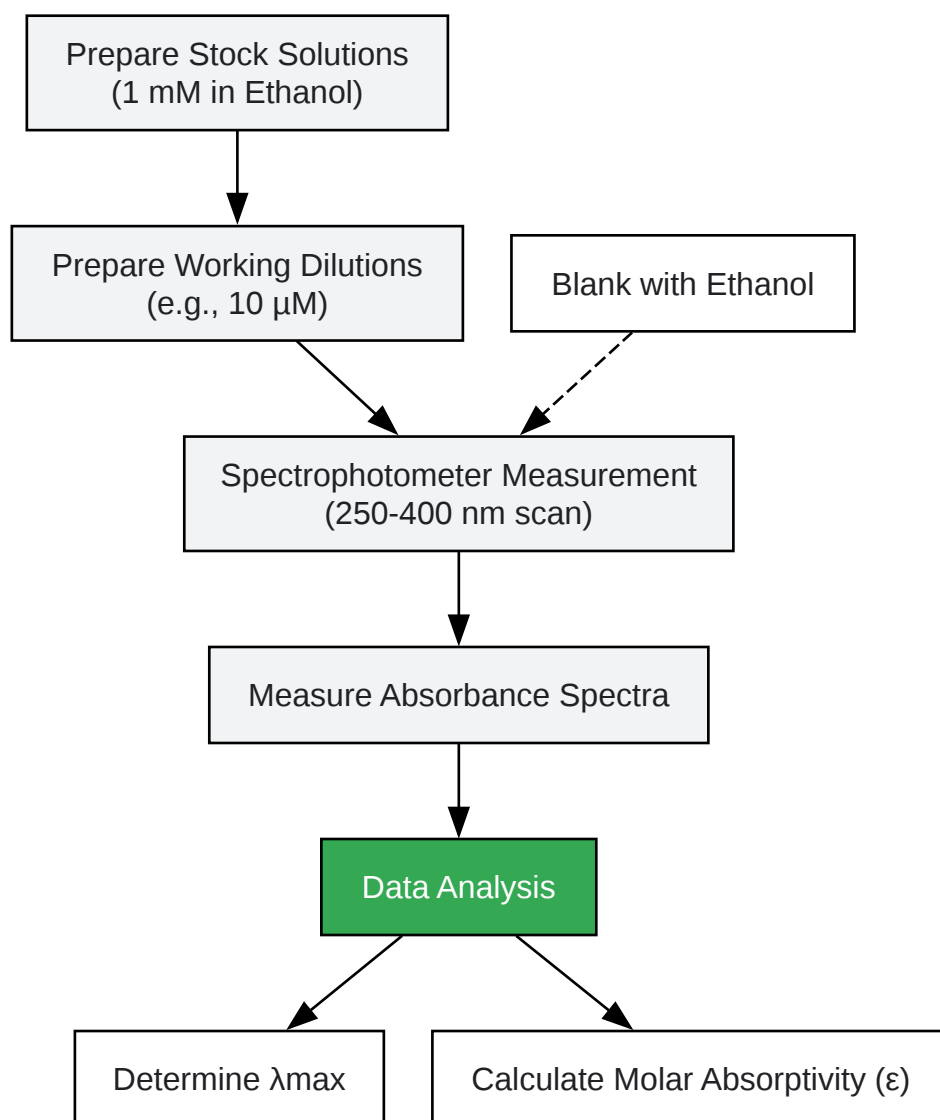 Prepare Stock Solutions
(1 mM in Ethanol)
Prepare Working Dilutions
(e.g., 10 µM)
Blank with Ethanol
Spectrophotometer Measurement
(250-400 nm scan)
Measure Absorbance Spectra
Data Analysis
Determine λmax
Calculate Molar Absorptivity (ε)